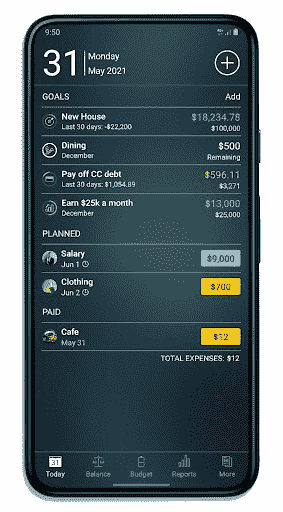 9:50
31 Monday
May 2021
GOALS Add
New House $18,234.78
Last 30 days: -$22,200 $100,000
Dining $500
December Remaining
Pay off CC debt $596.11
Last 30 days: $1,054.89 $3,271
Earn $25k a month $13,000
December $25,000
PLANNED
Salary $9,000
Jun 1
Clothing $700
Jun 2
PAID
Cafe $12
May 31
TOTAL EXPENSES: $12
31
Today Balance Budget Reports More